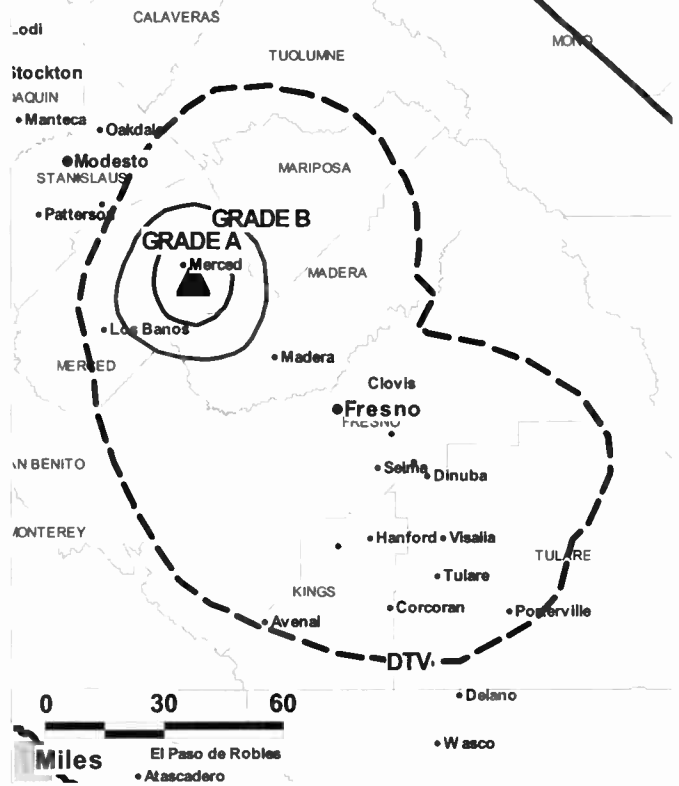 CALAVERAS
Lodi
MONO
TUOLUMNE
Stockton
AQUIN
Manteca
Oakdale
Modesto
MARIPOSA
STANISLAUS
Patterson
GRADE B
GRADE A
Merced
MADERA
Los Banos
Madera
MERCED
Clovis
Fresno
FRESNO
AN BENITO
Selma
Dinuba
MONTEREY
Hanford
Visalia
TULARE
Tulare
KINGS
Corcoran
Porterville
Avenal
DTV
Delano
0 30 60
Wasco
El Paso de Robles
Miles
Atascadero